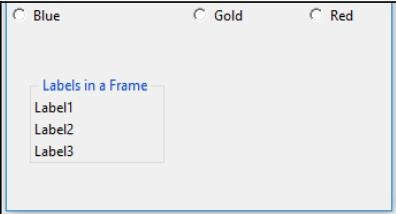 Blue Gold Red
Labels in a Frame
Label1
Label2
Label3